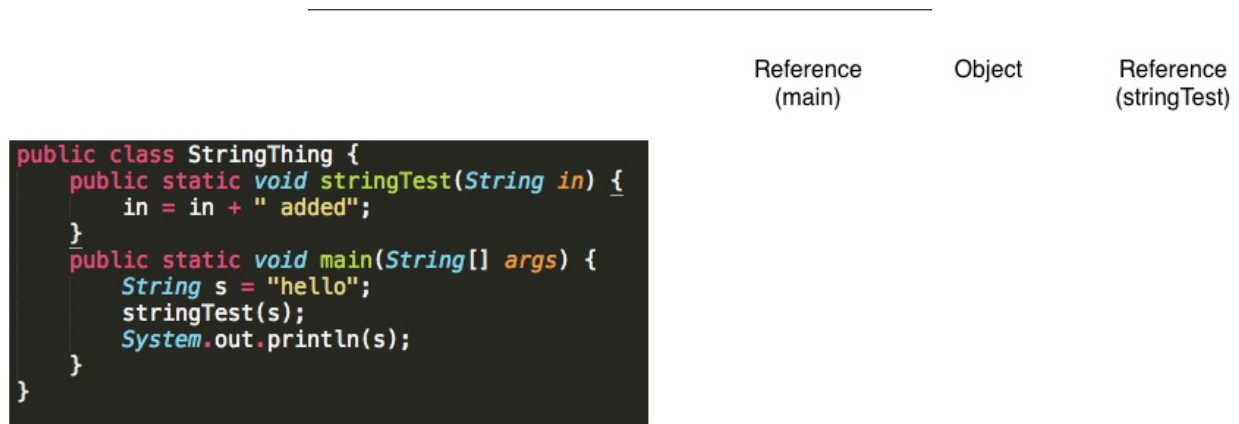 Reference Object Reference
(main) (stringTest)
public class StringThing {
    public static void stringTest(String in) {
        in = in + " added";
    }
    public static void main(String[] args) {
        String s = "hello";
        stringTest(s);
        System.out.println(s);
    }
}